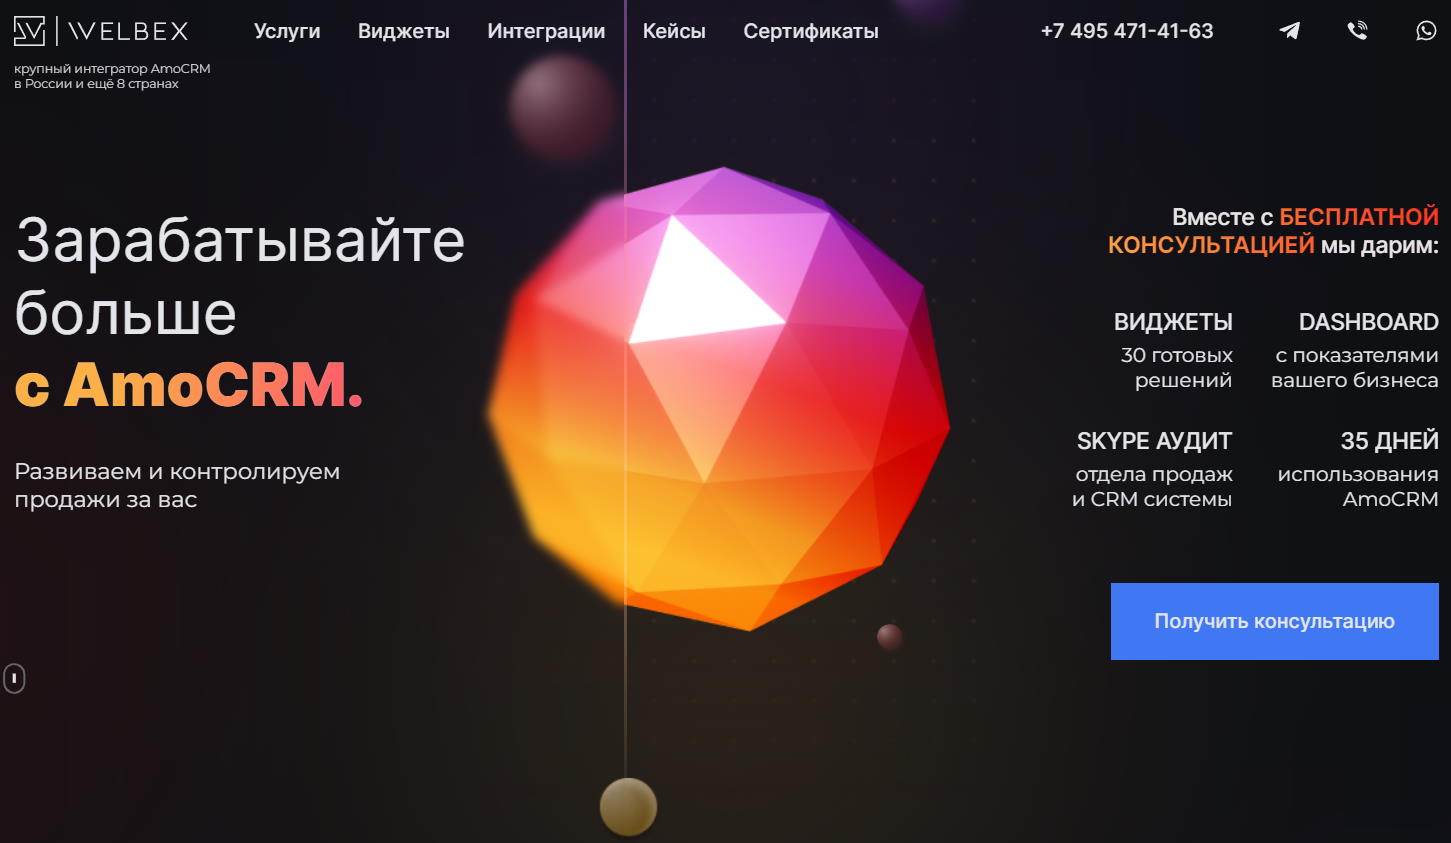 WELBEX
крупный интегратор AmoCRM
в России и ещё 8 странах
Услуги
Виджеты
Интеграции
Кейсы
Сертификаты
+7 495 471-41-63
Зарабатывайте
больше
с AmoCRM.
Развиваем и контролируем
продажи за вас
Вместе с БЕСПЛАТНОЙ
КОНСУЛЬТАЦИЕЙ мы дарим:
ВИДЖЕТЫ
30 готовых
решений
DASHBOARD
с показателями
вашего бизнеса
SKYPE АУДИТ
отдела продаж
и CRM системы
35 ДНЕЙ
использования
AmoCRM
Получить консультацию